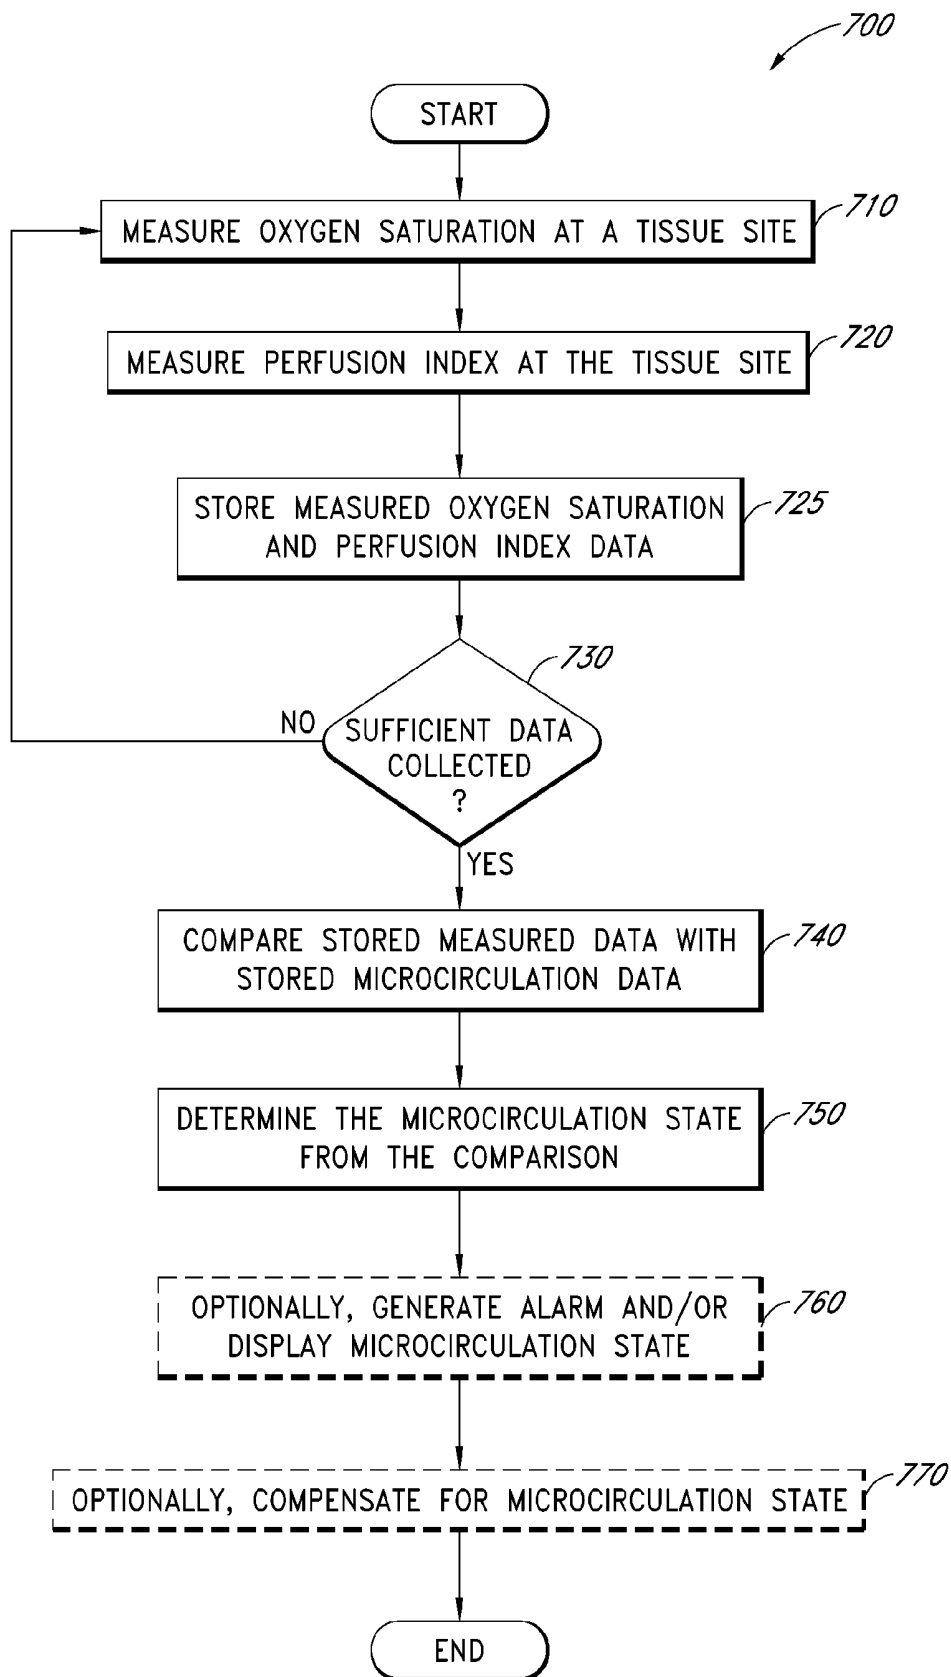 700
START
MEASURE OXYGEN SATURATION AT A TISSUE SITE
710
MEASURE PERFUSION INDEX AT THE TISSUE SITE
720
STORE MEASURED OXYGEN SATURATION
AND PERFUSION INDEX DATA
725
730
NO
SUFFICIENT DATA
COLLECTED
?
YES
COMPARE STORED MEASURED DATA WITH
STORED MICROCIRCULATION DATA
740
DETERMINE THE MICROCIRCULATION STATE
FROM THE COMPARISON
750
OPTIONALLY, GENERATE ALARM AND/OR
DISPLAY MICROCIRCULATION STATE
760
OPTIONALLY, COMPENSATE FOR MICROCIRCULATION STATE
770
END